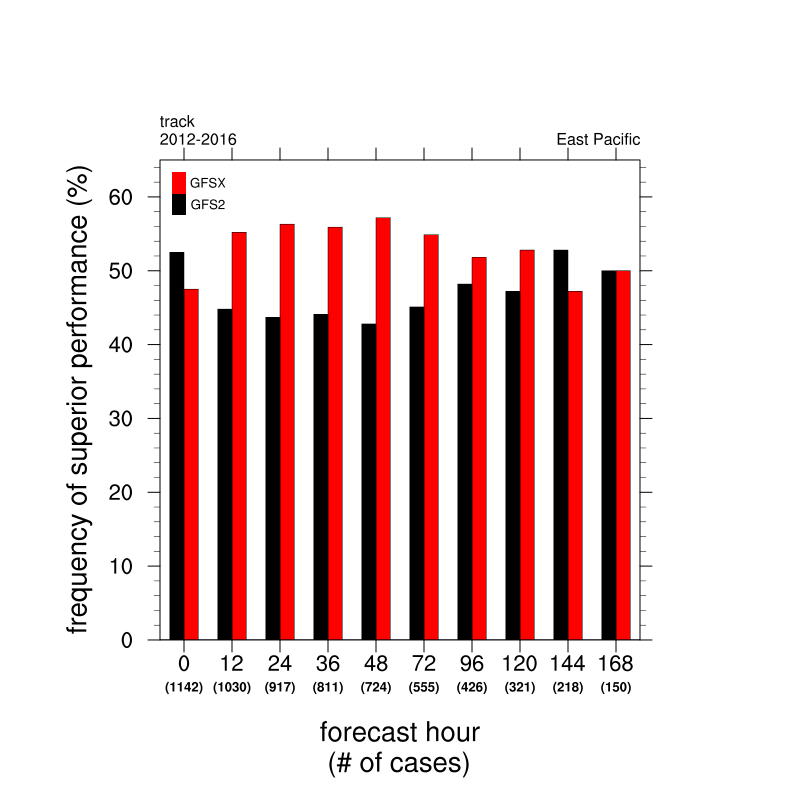 track
2012-2016
East Pacific
GFSX
GFS2
frequency of superior performance (%)
60
50
40
30
20
10
0
0 12 24 36 48 72 96 120 144 168
(1142) (1030) (917) (811) (724) (555) (426) (321) (218) (150)
forecast hour
(# of cases)